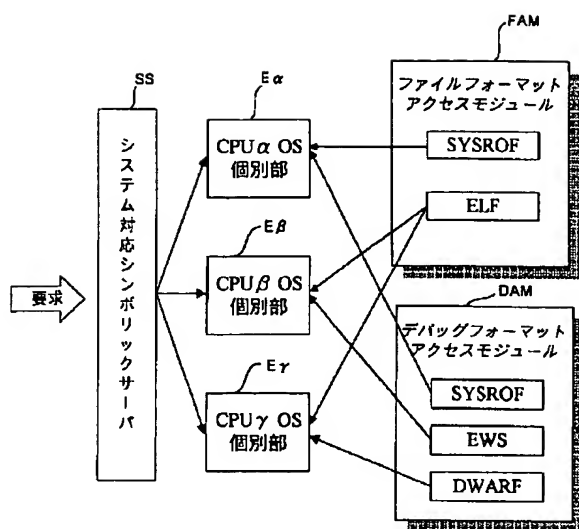 FAM
SS
Eα
ファイルフォーマット
アクセスモジュール
SYSROF
ELF
CPUα OS
個別部
システム対応シンボリックサーバ
要求
Eβ
CPUβ OS
個別部
DAM
デバッグフォーマット
アクセスモジュール
SYSROF
EWS
DWARF
Eγ
CPUγ OS
個別部